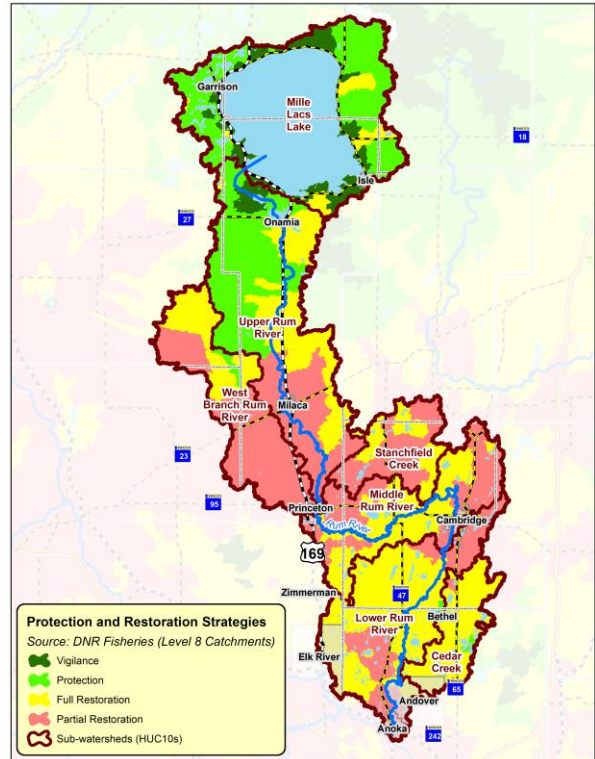 Garrison
Mille
Lacs
Lake
18
Isle
27
Onamia
Upper Rum
River
West
Branch Rum
River
Milaca
23
Stanchfield
Creek
95
Princeton
Middle
Rum River
Rum River
Cambridge
169
Zimmerman
47
Bethel
Lower Rum
River
Elk River
Cedar
Creek
65
Andover
Anoka
242
Protection and Restoration Strategies
Source: DNR Fisheries (Level 8 Catchments)
Vigilance
Protection
Full Restoration
Partial Restoration
Sub-watersheds (HUC10s)